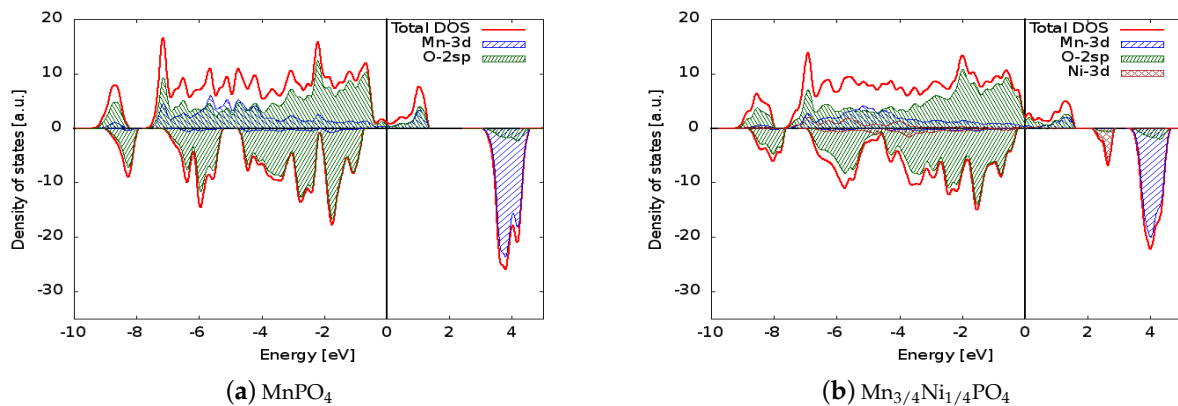 Density of states [a.u.]
20
10
0
-10
-20
-30
Total DOS
Mn-3d
O-2sp
-10 -8 -6 -4 -2 0 2 4
Energy [eV]
(a) MnPO4
Density of states [a.u.]
20
10
0
-10
-20
-30
Total DOS
Mn-3d
O-2sp
Ni-3d
-10 -8 -6 -4 -2 0 2 4
Energy [eV]
(b) Mn3/4Ni1/4PO4